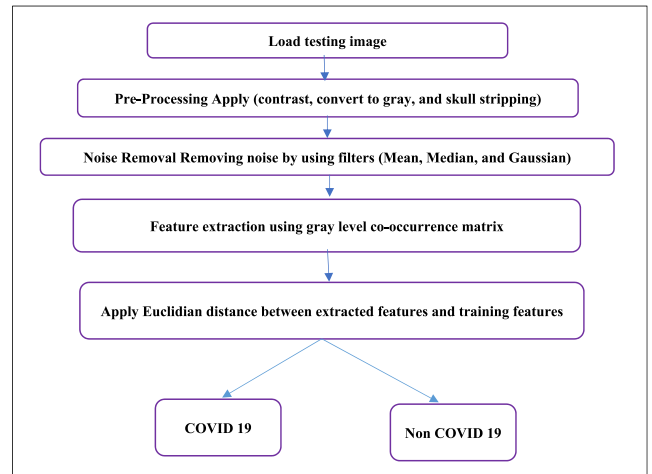 Load testing image
Pre-Processing Apply (contrast, convert to gray, and skull stripping)
Noise Removal Removing noise by using filters (Mean, Median, and Gaussian)
Feature extraction using gray level co-occurrence matrix
Apply Euclidian distance between extracted features and training features
COVID 19
Non COVID 19